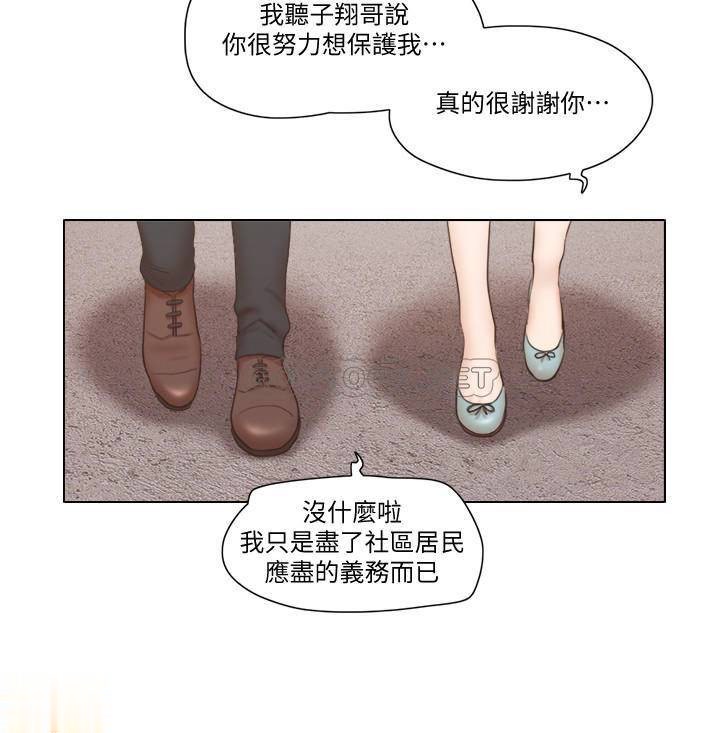 我聽子翔哥說
你很努力想保護我⋯
真的很謝謝你⋯
沒什麼啦
我只是盡了社區居民
應盡的義務而已